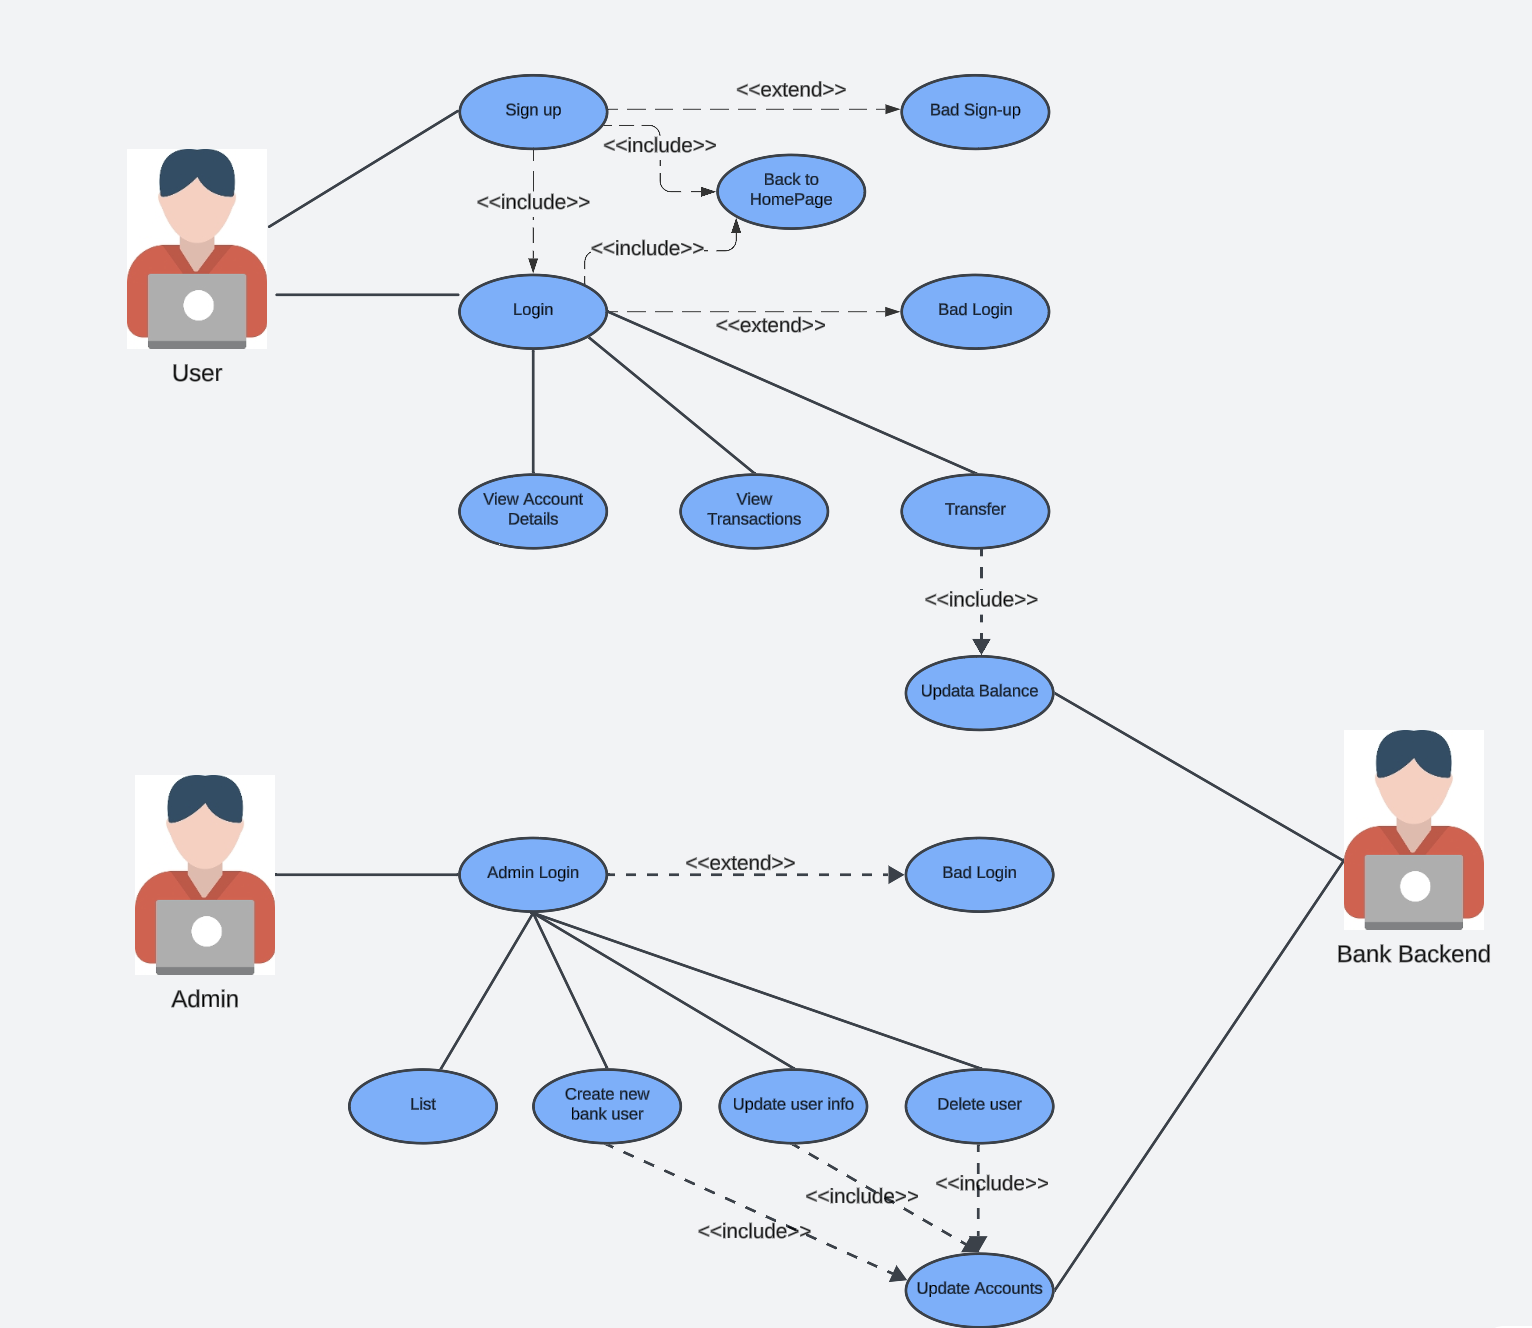 <<extend>>
Sign up
Bad Sign-up
<<include>>
Back to
HomePage
<<include>>
<<include>>
Login
Bad Login
<<extend>>
User
View Account
Details
View
Transactions
Transfer
<<include>>
Updata Balance
Admin Login
<<extend>>
Bad Login
Bank Backend
Admin
List
Create new
bank user
Update user info
Delete user
<<include>>
<<include>>
<<include>>
Update Accounts